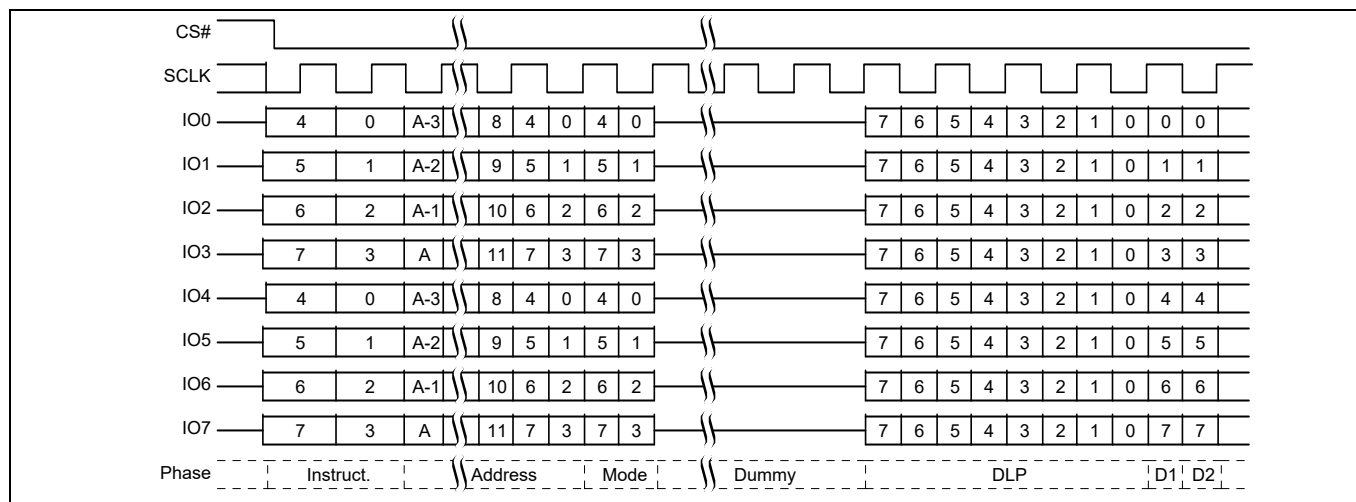 CS#
SCLK
IO0 4 0 A-3 8 4 0 4 0 7 6 5 4 3 2 1 0 0 0
IO1 5 1 A-2 9 5 1 5 1 7 6 5 4 3 2 1 0 1 1
IO2 6 2 A-1 10 6 2 6 2 7 6 5 4 3 2 1 0 2 2
IO3 7 3 A 11 7 3 7 3 7 6 5 4 3 2 1 0 3 3
IO4 4 0 A-3 8 4 0 4 0 7 6 5 4 3 2 1 0 4 4
IO5 5 1 A-2 9 5 1 5 1 7 6 5 4 3 2 1 0 5 5
IO6 6 2 A-1 10 6 2 6 2 7 6 5 4 3 2 1 0 6 6
IO7 7 3 A 11 7 3 7 3 7 6 5 4 3 2 1 0 7 7
Phase Instruct. Address Mode Dummy DLP D1 D2